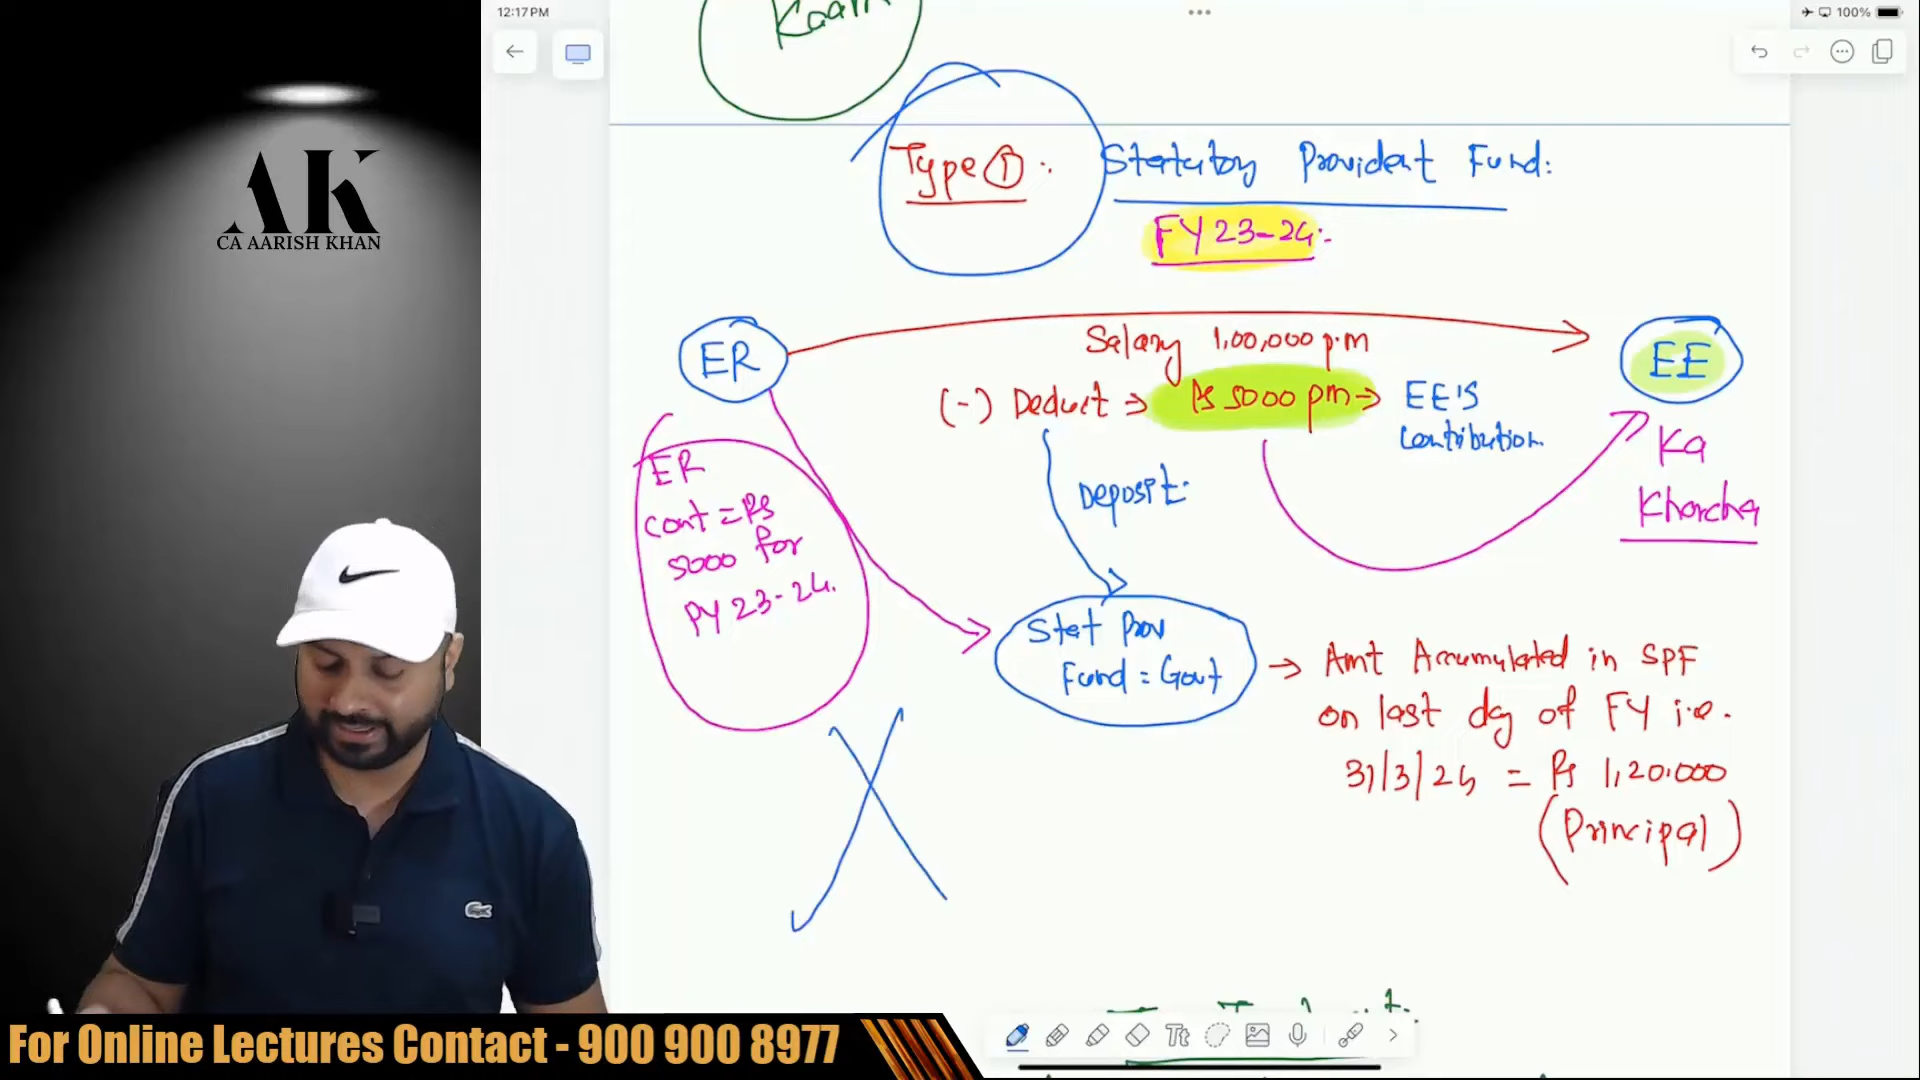 12:17 PM
100%
Kaam
AK
CA AARISH KHAN
Type ① : Statutory Provident Fund:
FY 23-24:
ER
Salary 1,00,000 p.m
EE
(-) Deduct → Rs 5000 pm → EE's
contribution
Deposit
Ka
Kharcha
ER
cont = Rs
5000 for
PY 23-24.
Stat Prov
Fund = Govt
→ Amt Accumulated in SPF
on last day of FY i.e.
31/3/24 = Rs 1,20,000
(Principal)
Tt
For Online Lectures Contact - 900 900 8977